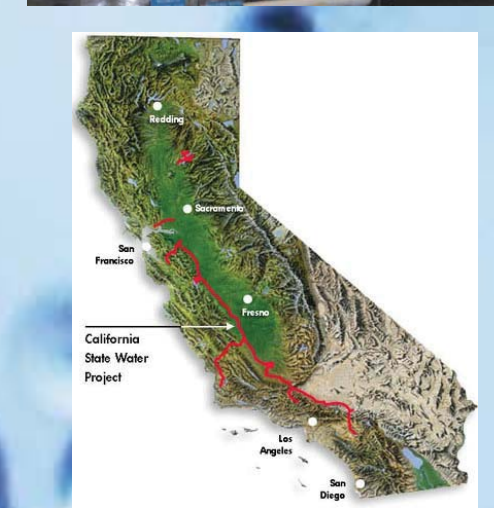 Redding
Sacramento
San
Francisco
Fresno
California
State Water
Project
Los
Angeles
San
Diego